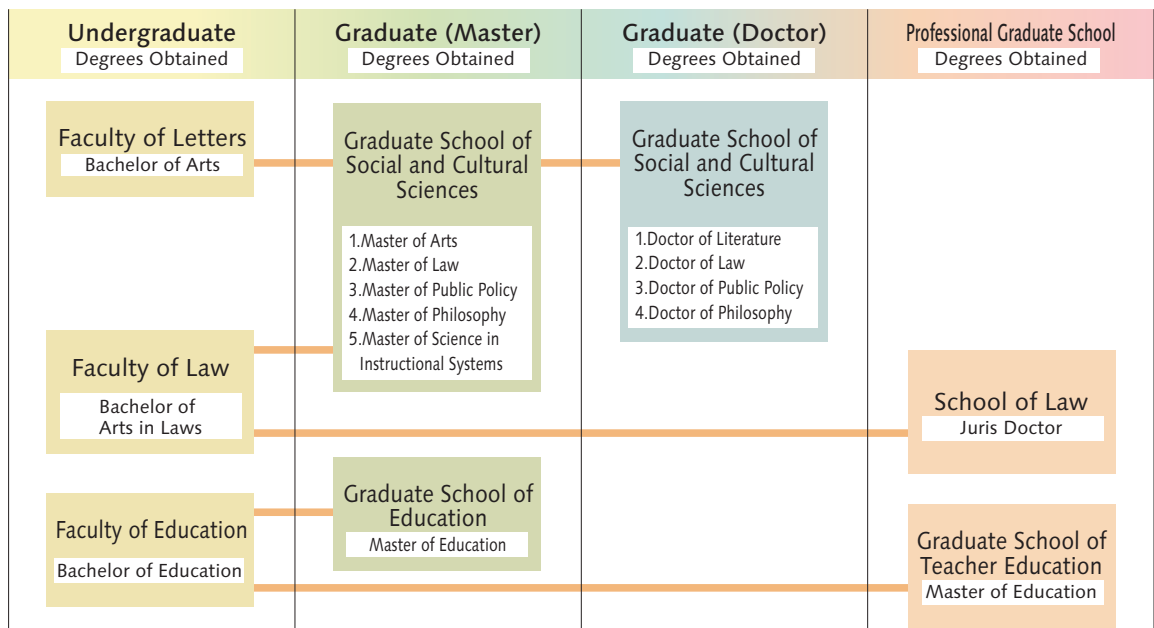 Undergraduate
Degrees Obtained
Graduate (Master)
Degrees Obtained
Graduate (Doctor)
Degrees Obtained
Professional Graduate School
Degrees Obtained
Faculty of Letters
Bachelor of Arts
Graduate School of
Social and Cultural
Sciences
1.Master of Arts
2.Master of Law
3.Master of Public Policy
4.Master of Philosophy
5.Master of Science in
Instructional Systems
Graduate School of
Social and Cultural
Sciences
1.Doctor of Literature
2.Doctor of Law
3.Doctor of Public Policy
4.Doctor of Philosophy
Faculty of Law
Bachelor of
Arts in Laws
School of Law
Juris Doctor
Faculty of Education
Bachelor of Education
Graduate School of
Education
Master of Education
Graduate School of
Teacher Education
Master of Education